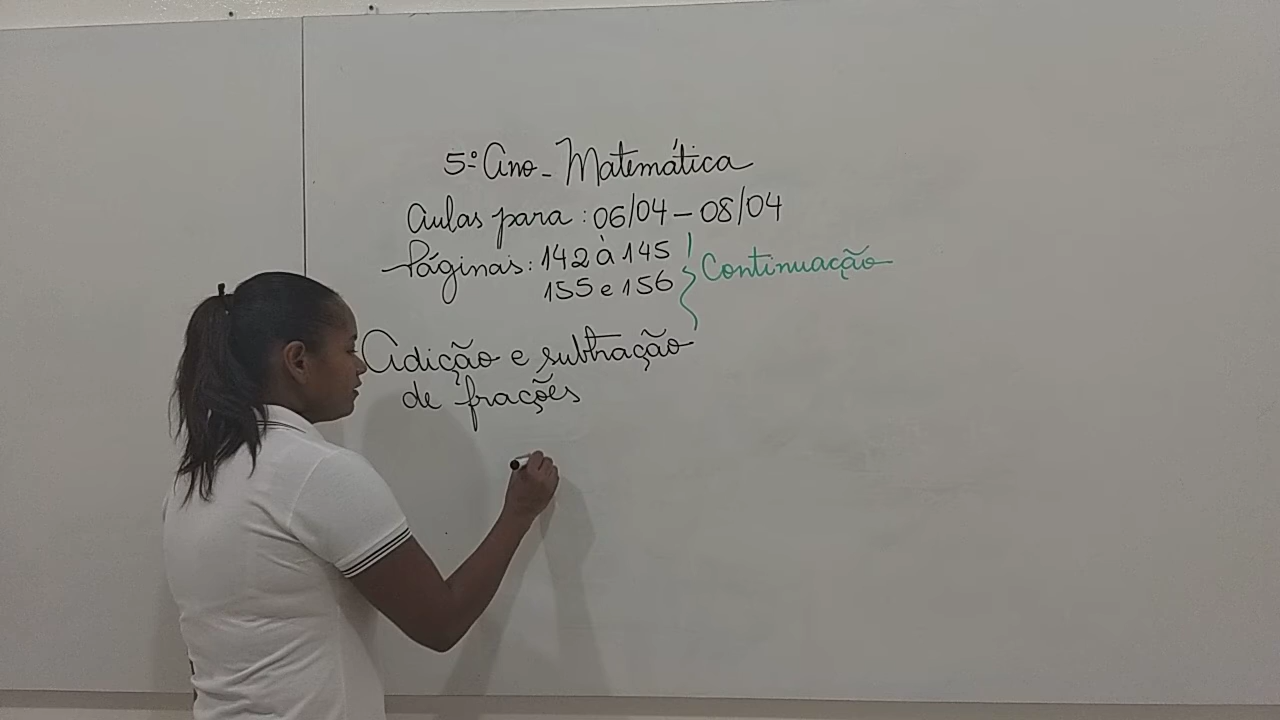 5º Ano - Matemática
Aulas para : 06/04 - 08/04
Páginas: 142 à 145
155 e 156
Continuação
Adição e subtração
de frações